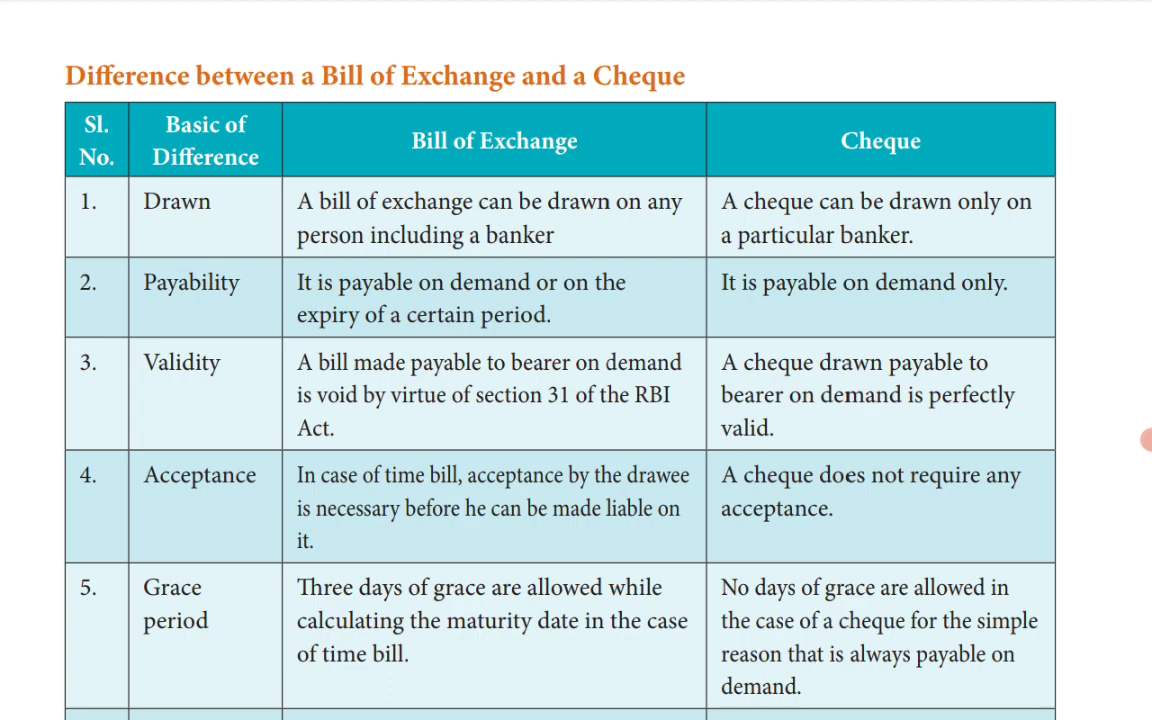 Difference between a Bill of Exchange and a Cheque
Sl. No.
Basic of Difference
Bill of Exchange
Cheque
1.
Drawn
A bill of exchange can be drawn on any
person including a banker
A cheque can be drawn only on
a particular banker.
2.
Payability
It is payable on demand or on the
expiry of a certain period.
It is payable on demand only.
3.
Validity
A bill made payable to bearer on demand
is void by virtue of section 31 of the RBI
Act.
A cheque drawn payable to
bearer on demand is perfectly
valid.
4.
Acceptance
In case of time bill, acceptance by the drawee
is necessary before he can be made liable on
it.
A cheque does not require any
acceptance.
5.
Grace
period
Three days of grace are allowed while
calculating the maturity date in the case
of time bill.
No days of grace are allowed in
the case of a cheque for the simple
reason that is always payable on
demand.